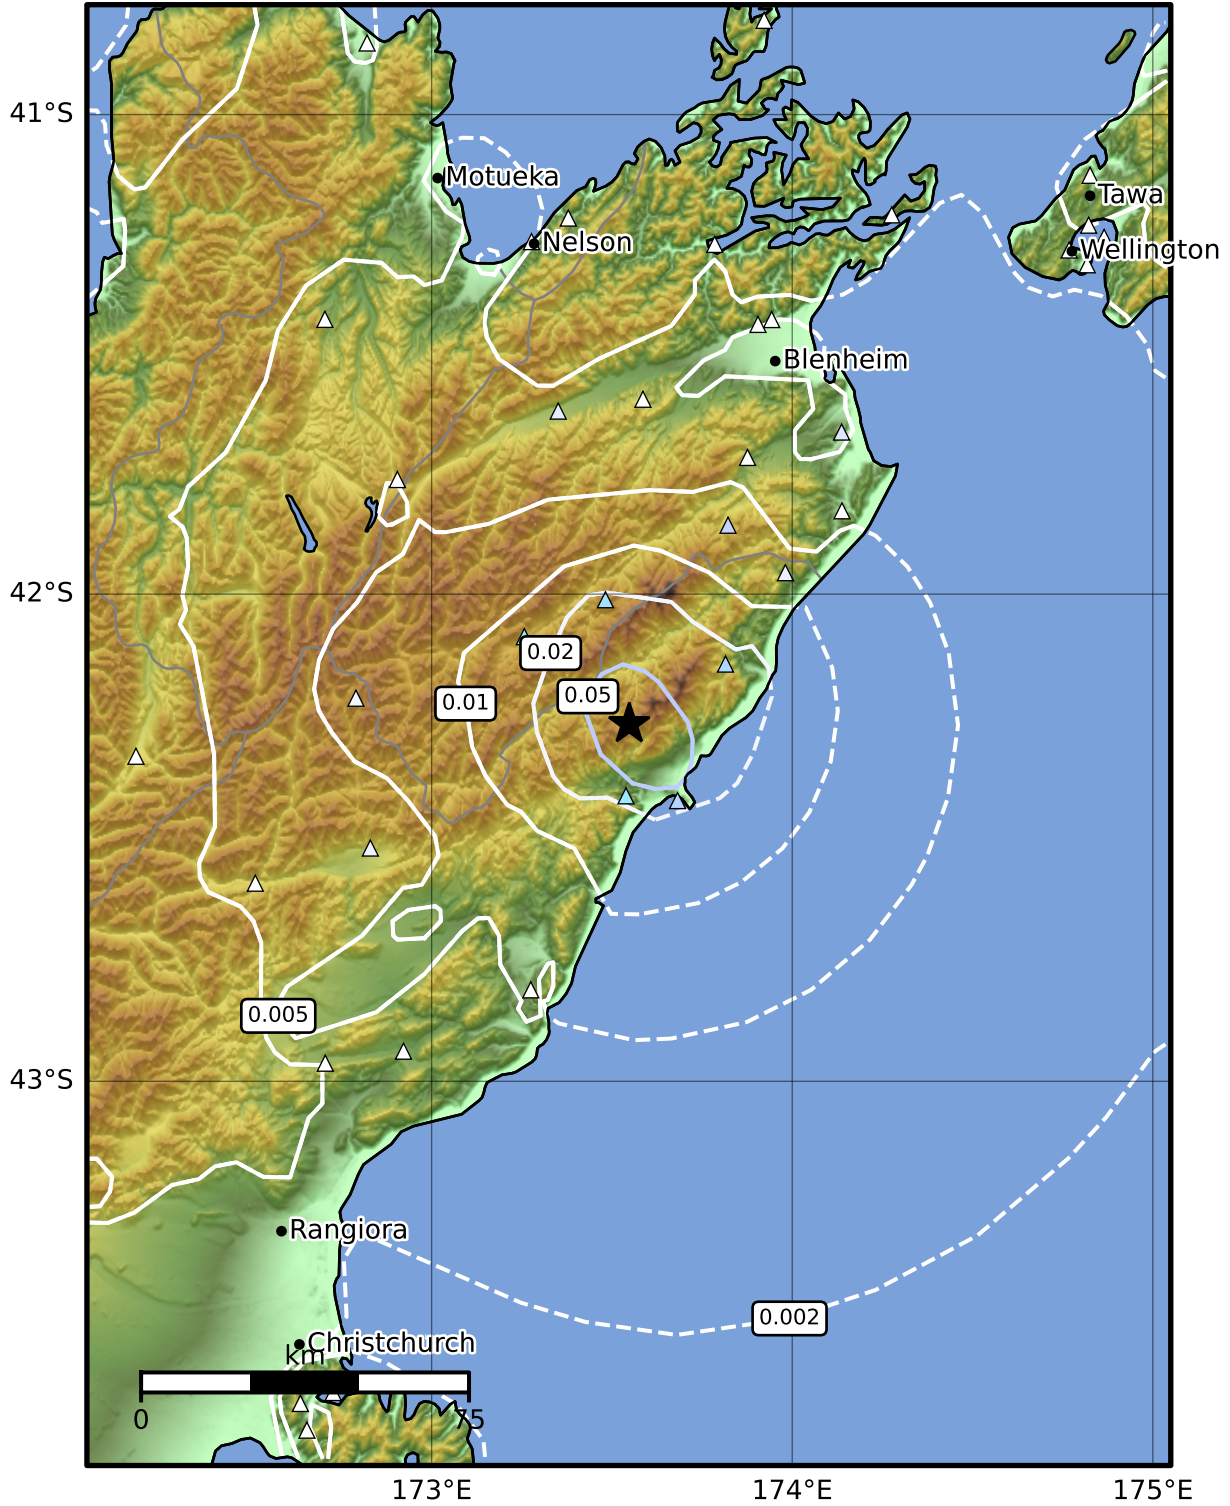 41°S
Motueka
Tawa
Nelson
Wellington
Blenheim
42°S
0.02
0.05
0.01
0.005
43°S
Rangiora
0.002
Christchurch
km
0
75
173°E
174°E
175°E